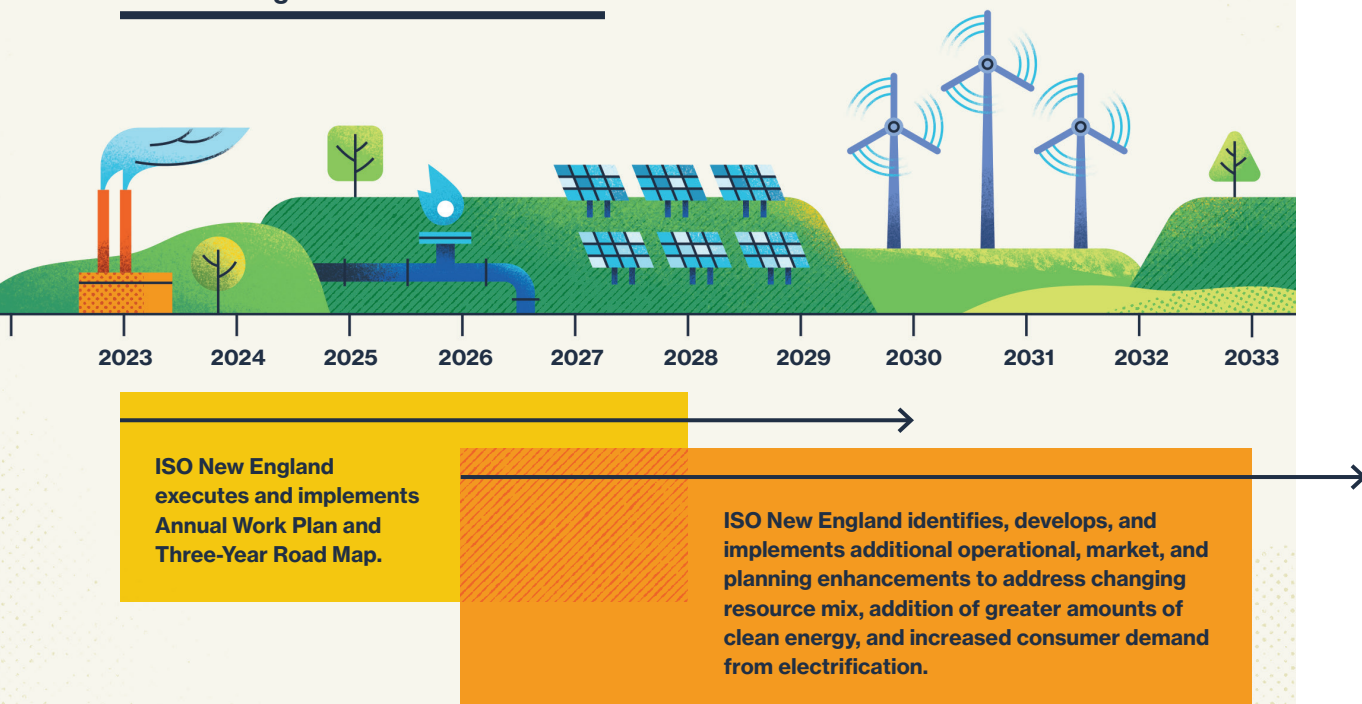 2023 2024 2025 2026 2027 2028 2029 2030 2031 2032 2033
ISO New England
executes and implements
Annual Work Plan and
Three-Year Road Map.
ISO New England identifies, develops, and
implements additional operational, market, and
planning enhancements to address changing
resource mix, addition of greater amounts of
clean energy, and increased consumer demand
from electrification.